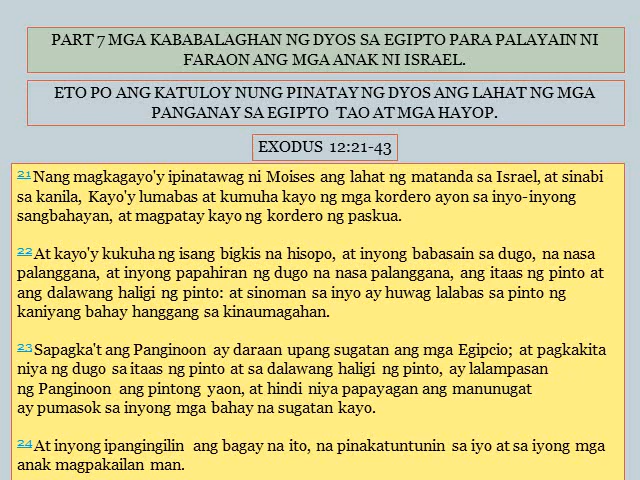 PART 7 MGA KABABALAGHAN NG DYOS SA EGIPTO PARA PALAYAIN NI
FARAON ANG MGA ANAK NI ISRAEL.
ETO PO ANG KATULOY NUNG PINATAY NG DYOS ANG LAHAT NG MGA
PANGANAY SA EGIPTO TAO AT MGA HAYOP.
EXODUS 12:21-43
21 Nang magkagayo'y ipinatawag ni Moises ang lahat ng matanda sa Israel, at sinabi
sa kanila, Kayo'y lumabas at kumuha kayo ng mga kordero ayon sa inyo-inyong
sangbahayan, at magpatay kayo ng kordero ng paskua.
22 At kayo'y kukuha ng isang bigkis na hisopo, at inyong babasain sa dugo, na nasa
palanggana, at inyong papahiran ng dugo na nasa palanggana, ang itaas ng pinto at
ang dalawang haligi ng pinto: at sinoman sa inyo ay huwag lalabas sa pinto ng
kaniyang bahay hanggang sa kinaumagahan.
23 Sapagka't ang Panginoon ay daraan upang sugatan ang mga Egipcio; at pagkakita
niya ng dugo sa itaas ng pinto at sa dalawang haligi ng pinto, ay lalampasan
ng Panginoon ang pintong yaon, at hindi niya papayagan ang manunugat
ay pumasok sa inyong mga bahay na sugatan kayo.
24 At inyong ipangingilin ang bagay na ito, na pinakatuntunin sa iyo at sa iyong mga
anak magpakailan man.